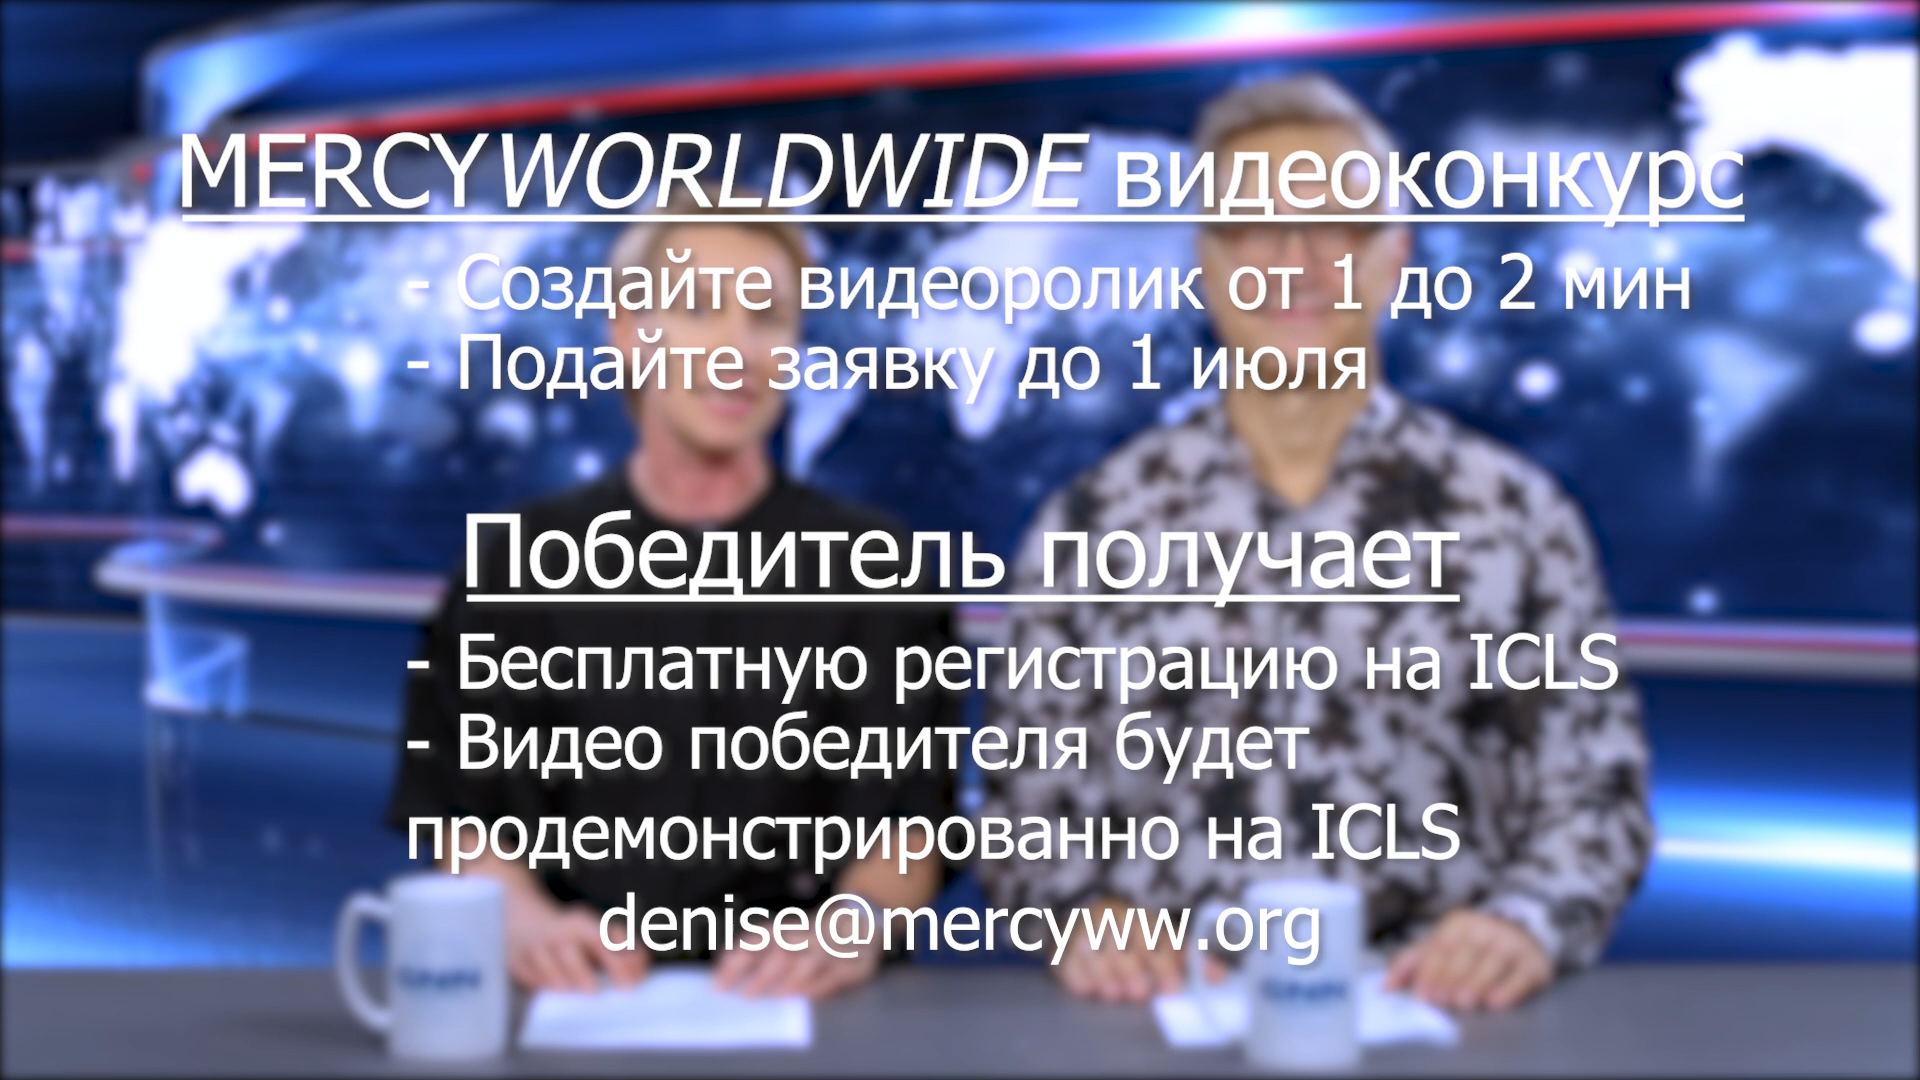 MERCYWORLDWIDE видеоконкурс
- Создайте видеоролик от 1 до 2 мин
- Подайте заявку до 1 июля
Победитель получает
- Бесплатную регистрацию на ICLS
- Видео победителя будет
продемонстрированно на ICLS
denise@mercyww.org